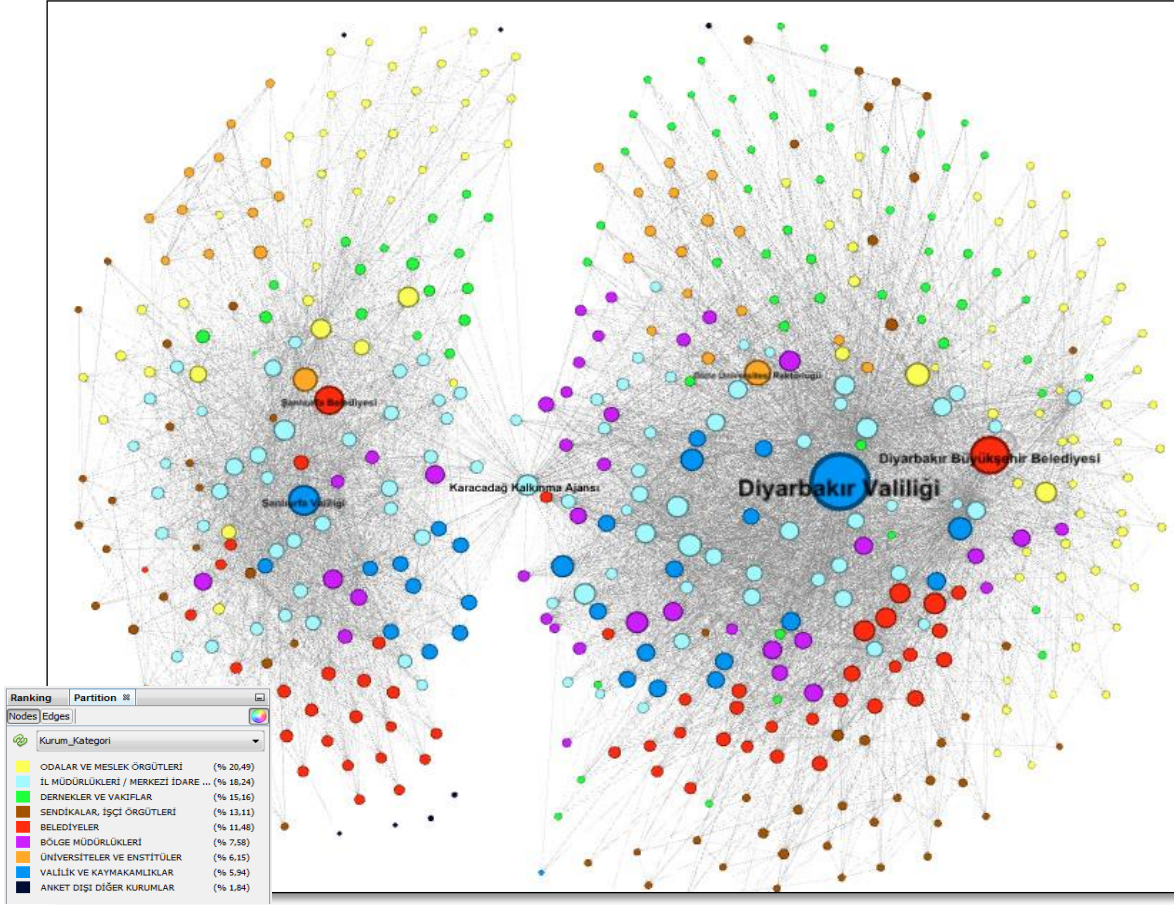 Dicle Üniversitesi Rektörlüğü
Şanlıurfa Belediyesi
Diyarbakır Büyükşehir Belediyesi
Karacadağ Kalkınma Ajansı
Diyarbakır Valiliği
Şanlıurfa Valiliği
Ranking Partition
Nodes Edges
Kurum_Kategori
ODALAR VE MESLEK ÖRGÜTLERİ (% 20,49)
İL MÜDÜRLÜKLERİ / MERKEZİ İDARE ... (% 18,24)
DERNEKLER VE VAKIFLAR (% 15,16)
SENDİKALAR, İŞÇİ ÖRGÜTLERİ (% 13,11)
BELEDİYELER (% 11,48)
BÖLGE MÜDÜRLÜKLERİ (% 7,58)
ÜNİVERSİTELER VE ENSTİTÜLER (% 6,15)
VALİLİK VE KAYMAKAMLIKLAR (% 5,94)
ANKET DIŞI DİĞER KURUMLAR (% 1,84)